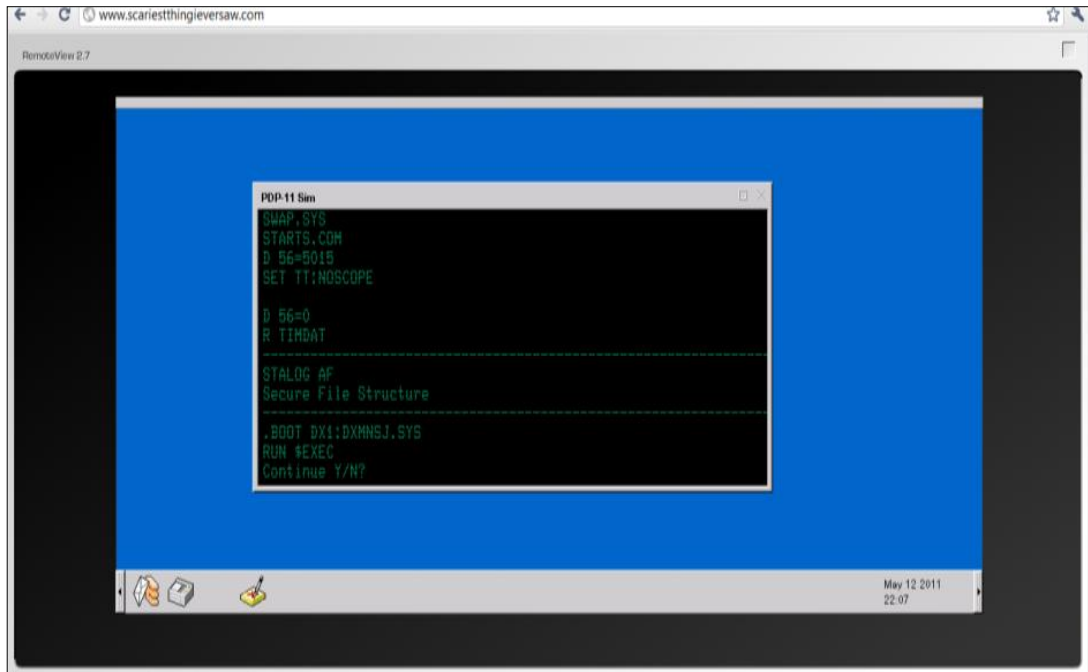 www.scariestthingieversaw.com
RemoteView 2.7
PDP-11 Sim
SWAP.SYS
STARTS.COM
D 56=5015
SET TT:NOSCOPE
D 56=0
R TIMDAT
--------------------------------------------------------------
STALOG AF
Secure File Structure
--------------------------------------------------------------
.BOOT DX1:DXMNSJ.SYS
RUN $EXEC
Continue Y/N?
May 12 2011
22:07